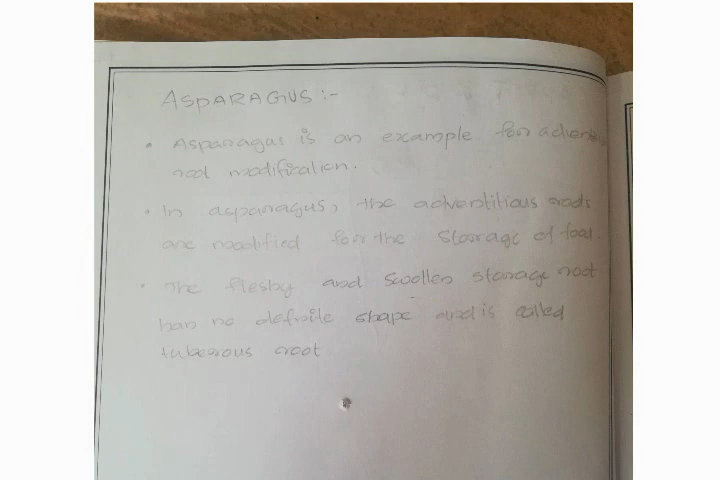 ASPARAGUS :-
• Asparagus is an example for adventi
root modification.
• In asparagus, the adventitious roots
are modified for the storage of food.
• The fleshy and swollen storage root
has no definite shape and is called
tuberous root